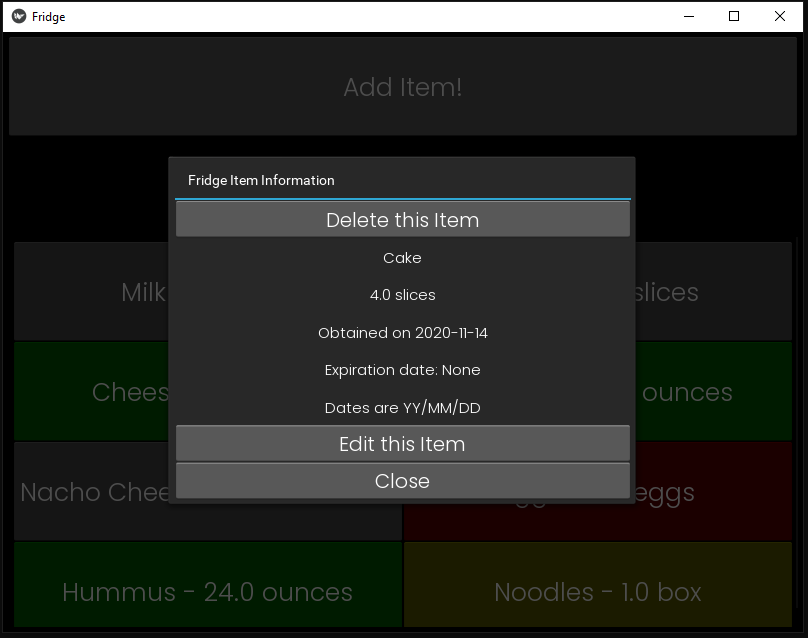 Fridge
Add Item!
Fridge Item Information
Delete this Item
Cake
4.0 slices
Obtained on 2020-11-14
Expiration date: None
Dates are YY/MM/DD
Edit this Item
Close
Milk
slices
ounces
Nacho
eggs
Hummus - 24.0 ounces
Noodles - 1.0 box